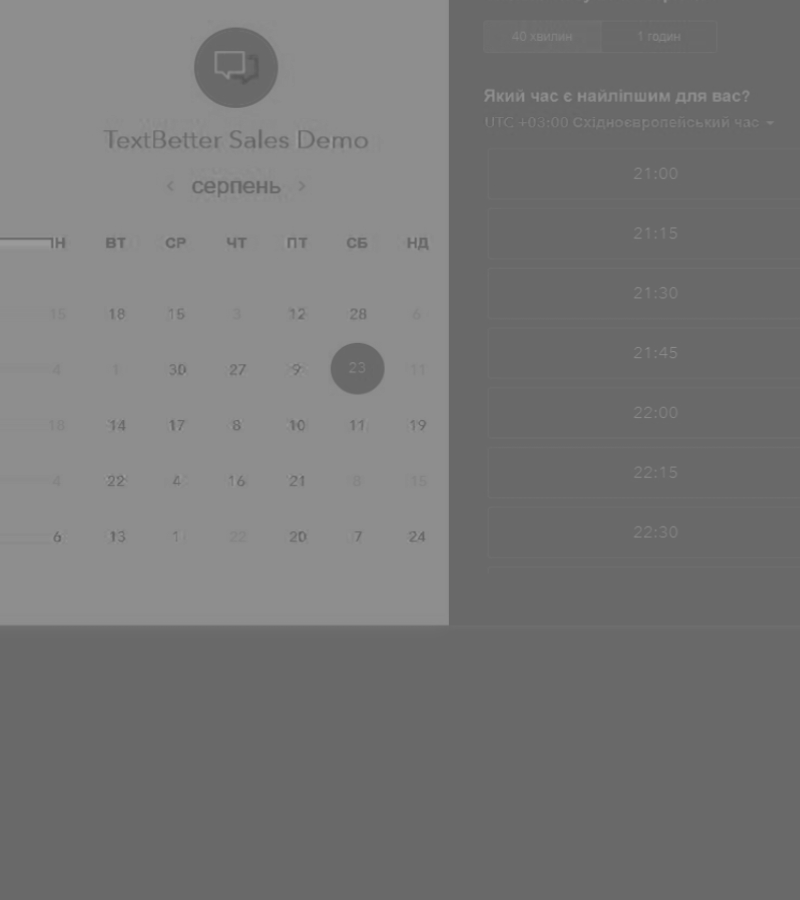 TextBetter Sales Demo
‹ серпень ›
ІН ВТ СР ЧТ ПТ СБ НД
15 18 15 3 12 28 6
4 1 30 27 9 23 11
18 14 17 8 10 11 19
4 22 4 16 21 8 15
6 13 1 22 20 7 24
40 хвилин 1 годин
Який час є найліпшим для вас?
UTC +03:00 Східноєвропейський час
21:00
21:15
21:30
21:45
22:00
22:15
22:30